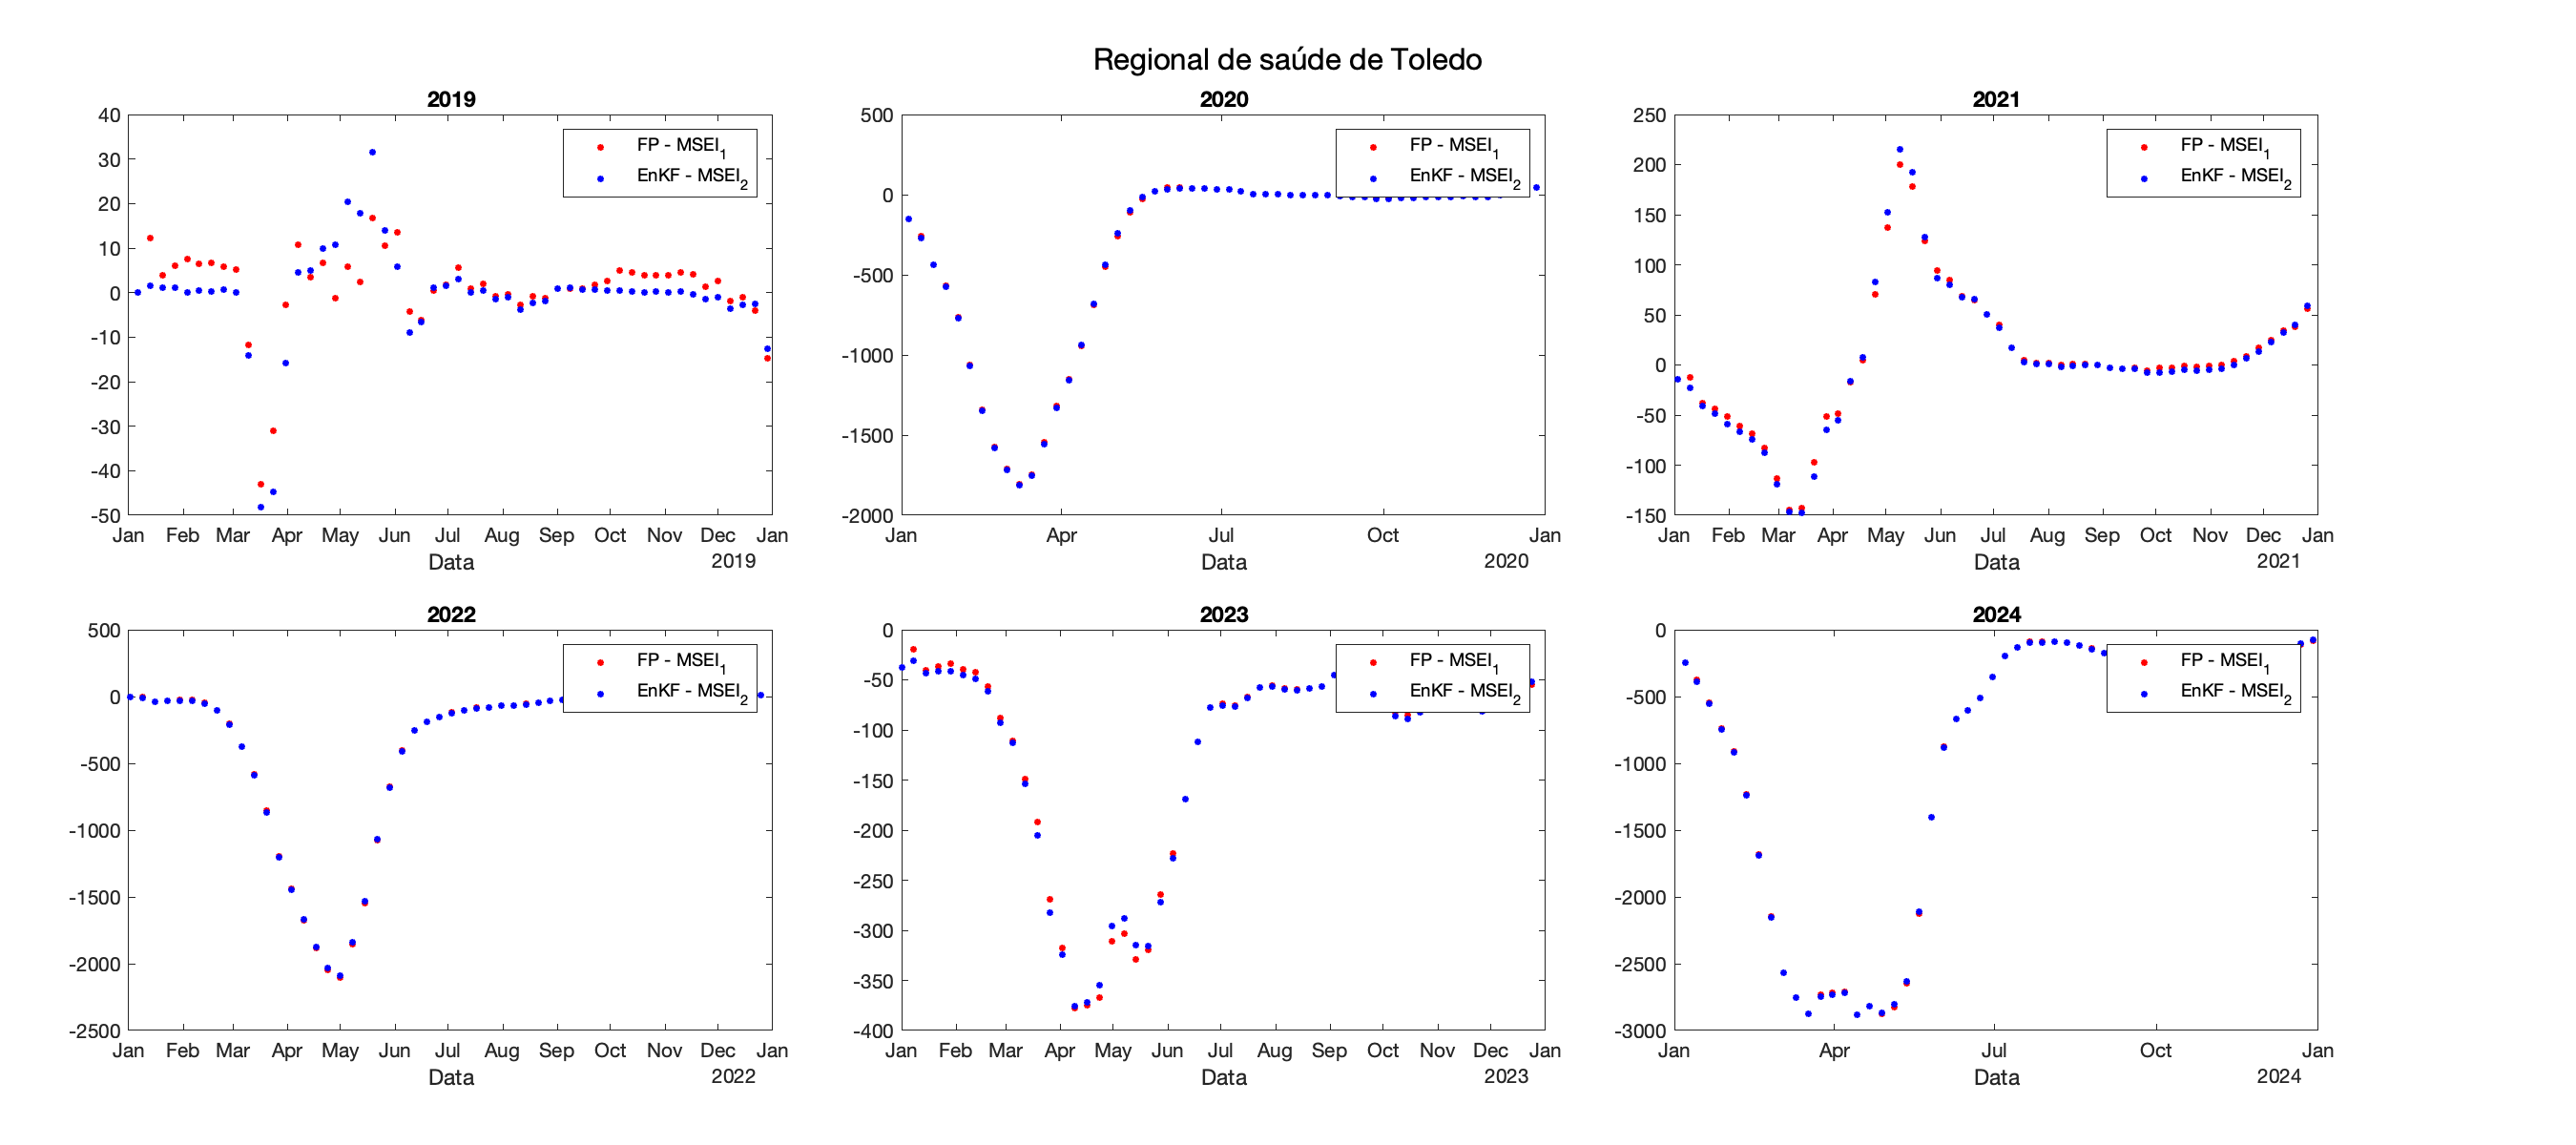 Regional de saúde de Toledo
2019
40
30
20
10
0
-10
-20
-30
-40
-50
Jan Feb Mar Apr May Jun Jul Aug Sep Oct Nov Dec Jan
Data
2019
FP - MSEI1
EnKF - MSEI2
2020
500
0
-500
-1000
-1500
-2000
Jan Apr Jul Oct Jan
Data
2020
FP - MSEI1
EnKF - MSEI2
2021
250
200
150
100
50
0
-50
-100
-150
Jan Feb Mar Apr May Jun Jul Aug Sep Oct Nov Dec Jan
Data
2021
FP - MSEI1
EnKF - MSEI2
2022
500
0
-500
-1000
-1500
-2000
-2500
Jan Feb Mar Apr May Jun Jul Aug Sep Oct Nov Dec Jan
Data
2022
FP - MSEI1
EnKF - MSEI2
2023
0
-50
-100
-150
-200
-250
-300
-350
-400
Jan Feb Mar Apr May Jun Jul Aug Sep Oct Nov Dec Jan
Data
2023
FP - MSEI1
EnKF - MSEI2
2024
0
-500
-1000
-1500
-2000
-2500
-3000
Jan Apr Jul Oct Jan
Data
2024
FP - MSEI1
EnKF - MSEI2